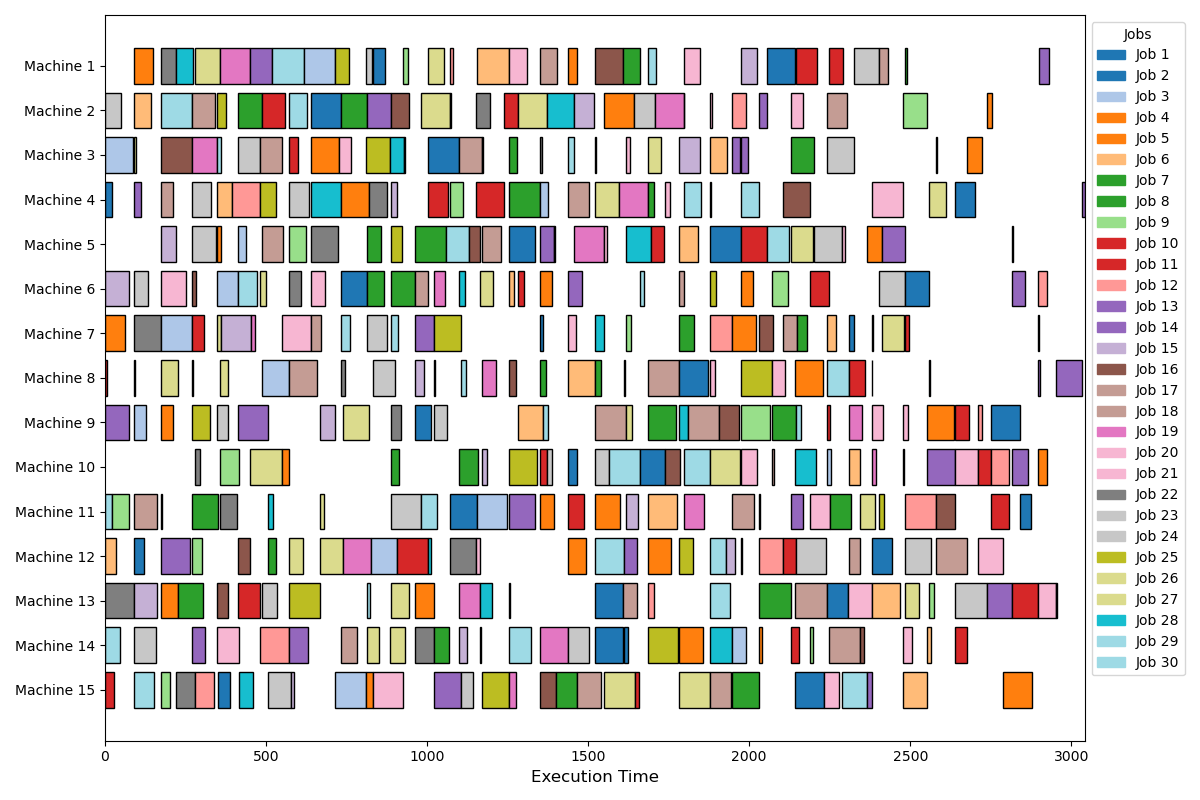 Machine 1
Machine 2
Machine 3
Machine 4
Machine 5
Machine 6
Machine 7
Machine 8
Machine 9
Machine 10
Machine 11
Machine 12
Machine 13
Machine 14
Machine 15
0 500 1000 1500 2000 2500 3000
Execution Time
Jobs
Job 1
Job 2
Job 3
Job 4
Job 5
Job 6
Job 7
Job 8
Job 9
Job 10
Job 11
Job 12
Job 13
Job 14
Job 15
Job 16
Job 17
Job 18
Job 19
Job 20
Job 21
Job 22
Job 23
Job 24
Job 25
Job 26
Job 27
Job 28
Job 29
Job 30